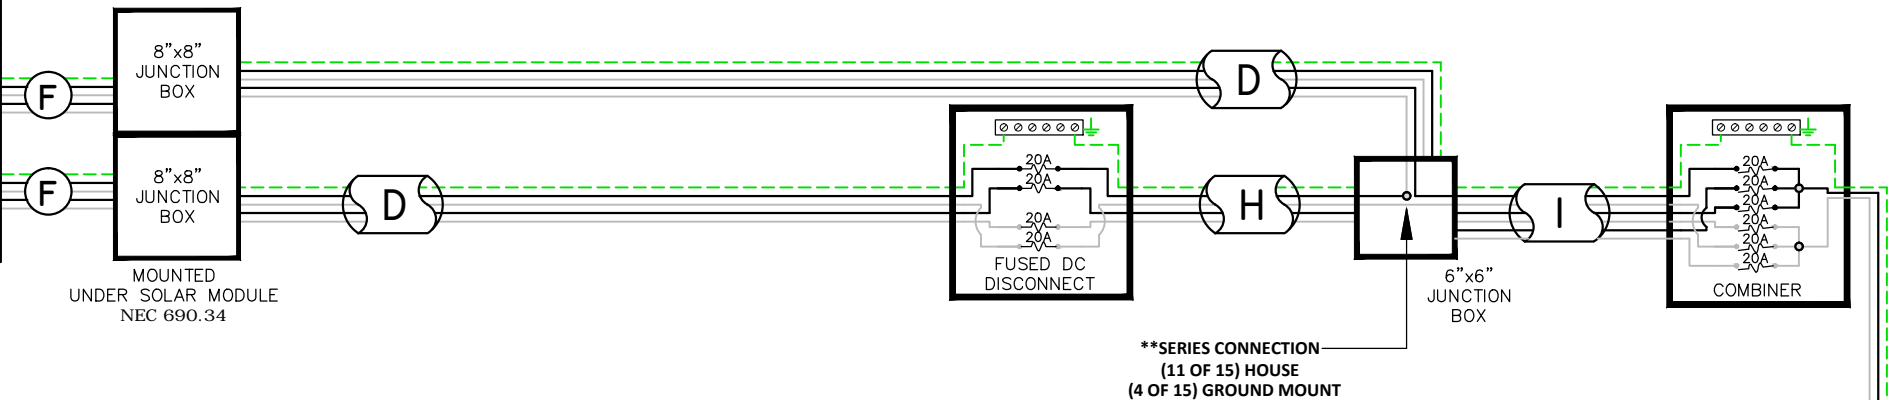 8"x8"
JUNCTION
BOX
F
D
8"x8"
JUNCTION
BOX
F
D
MOUNTED
UNDER SOLAR MODULE
NEC 690.34
20A
20A
20A
20A
FUSED DC
DISCONNECT
H
6"x6"
JUNCTION
BOX
I
20A
20A
20A
20A
20A
20A
COMBINER
**SERIES CONNECTION
(11 OF 15) HOUSE
(4 OF 15) GROUND MOUNT